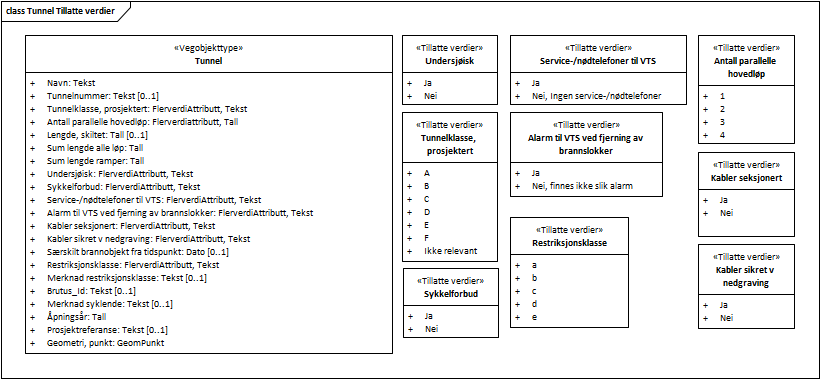 class Tunnel Tillatte verdier
«Vegobjekttype»
Tunnel
+ Navn: Tekst
+ Tunnelnummer: Tekst [0..1]
+ Tunnelklasse, prosjektert: FlerverdiAttributt, Tekst
+ Antall parallelle hovedløp: Flerverdiattributt, Tall
+ Lengde, skiltet: Tall [0..1]
+ Sum lengde alle løp: Tall
+ Sum lengde ramper: Tall
+ Undersjøisk: FlerverdiAttributt, Tekst
+ Sykkelforbud: FlerverdiAttributt, Tekst
+ Service-/nødtelefoner til VTS: FlerverdiAttributt, Tekst
+ Alarm til VTS ved fjerning av brannslokker: FlerverdiAttributt, Tekst
+ Kabler seksjonert: FlerverdiAttributt, Tekst
+ Kabler sikret v nedgraving: FlerverdiAttributt, Tekst
+ Særskilt brannobjekt fra tidspunkt: Dato [0..1]
+ Restriksjonsklasse: FlerverdiAttributt, Tekst
+ Merknad restriksjonsklasse: Tekst [0..1]
+ Brutus_Id: Tekst [0..1]
+ Merknad syklende: Tekst [0..1]
+ Åpningsår: Tall
+ Prosjektreferanse: Tekst [0..1]
+ Geometri, punkt: GeomPunkt
«Tillatte verdier»
Undersjøisk
+ Ja
+ Nei
«Tillatte verdier»
Tunnelklasse,
prosjektert
+ A
+ B
+ C
+ D
+ E
+ F
+ Ikke relevant
«Tillatte verdier»
Sykkelforbud
+ Ja
+ Nei
«Tillatte verdier»
Service-/nødtelefoner til VTS
+ Ja
+ Nei, Ingen service-/nødtelefoner
«Tillatte verdier»
Alarm til VTS ved fjerning av
brannslokker
+ Ja
+ Nei, finnes ikke slik alarm
«Tillatte verdier»
Restriksjonsklasse
+ a
+ b
+ c
+ d
+ e
«Tillatte verdier»
Antall parallelle
hovedløp
+ 1
+ 2
+ 3
+ 4
«Tillatte verdier»
Kabler seksjonert
+ Ja
+ Nei
«Tillatte verdier»
Kabler sikret v
nedgraving
+ Ja
+ Nei